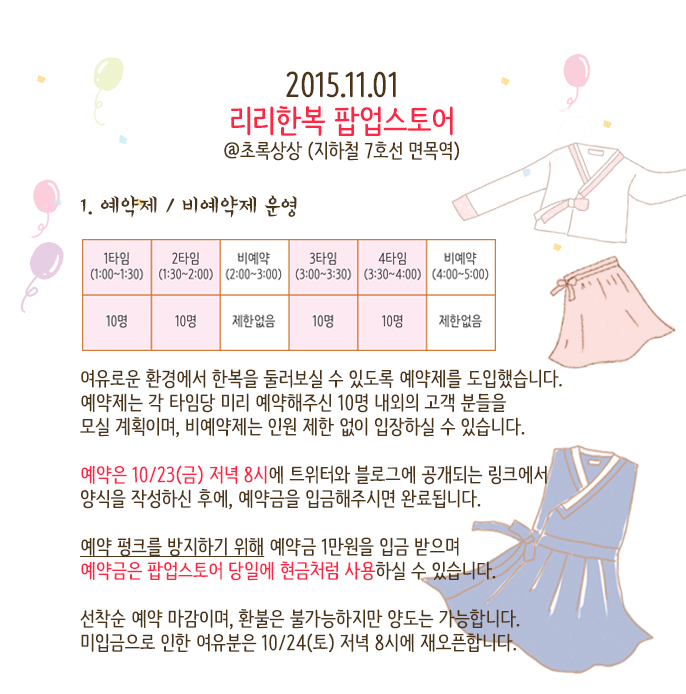 2015.11.01
리리한복 팝업스토어
@초록상상 (지하철 7호선 면목역)
1. 예약제 / 비예약제 운영
1타임 2타임 비예약 3타임 4타임 비예약
(1:00~1:30) (1:30~2:00) (2:00~3:00) (3:00~3:30) (3:30~4:00) (4:00~5:00)
10명 10명 제한없음 10명 10명 제한없음
여유로운 환경에서 한복을 둘러보실 수 있도록 예약제를 도입했습니다.
예약제는 각 타임당 미리 예약해주신 10명 내외의 고객 분들을
모실 계획이며, 비예약제는 인원 제한 없이 입장하실 수 있습니다.
예약은 10/23(금) 저녁 8시에 트위터와 블로그에 공개되는 링크에서
양식을 작성하신 후에, 예약금을 입금해주시면 완료됩니다.
예약 펑크를 방지하기 위해 예약금 1만원을 입금 받으며
예약금은 팝업스토어 당일에 현금처럼 사용하실 수 있습니다.
선착순 예약 마감이며, 환불은 불가능하지만 양도는 가능합니다.
미입금으로 인한 여유분은 10/24(토) 저녁 8시에 재오픈합니다.